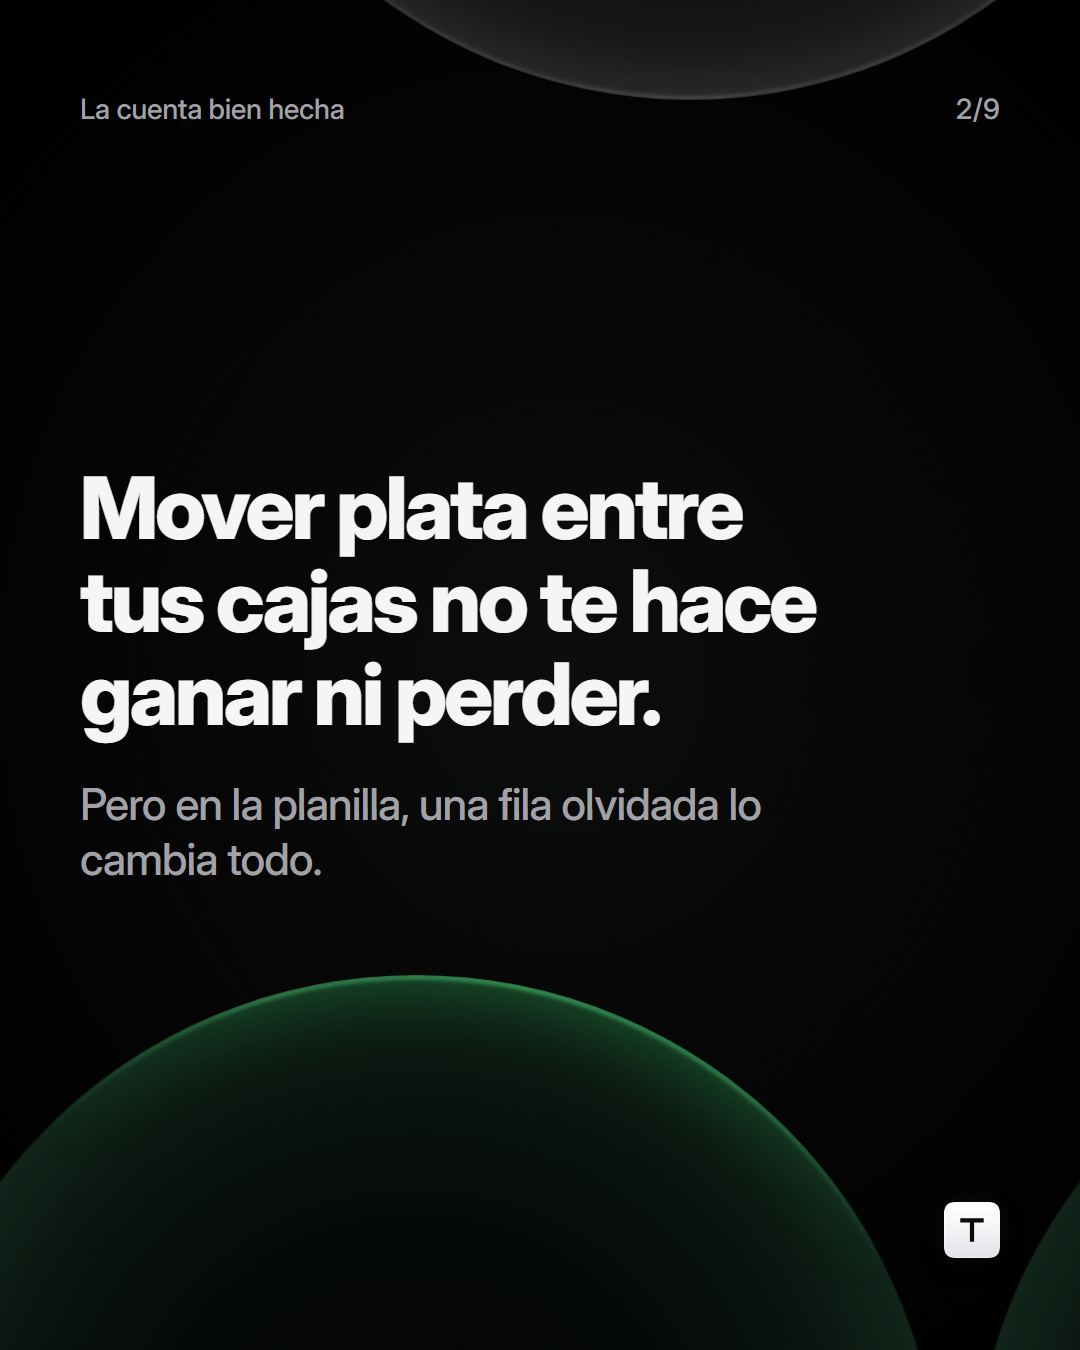 La cuenta bien hecha
2/9
Mover plata entre
tus cajas no te hace
ganar ni perder.
Pero en la planilla, una fila olvidada lo
cambia todo.
T